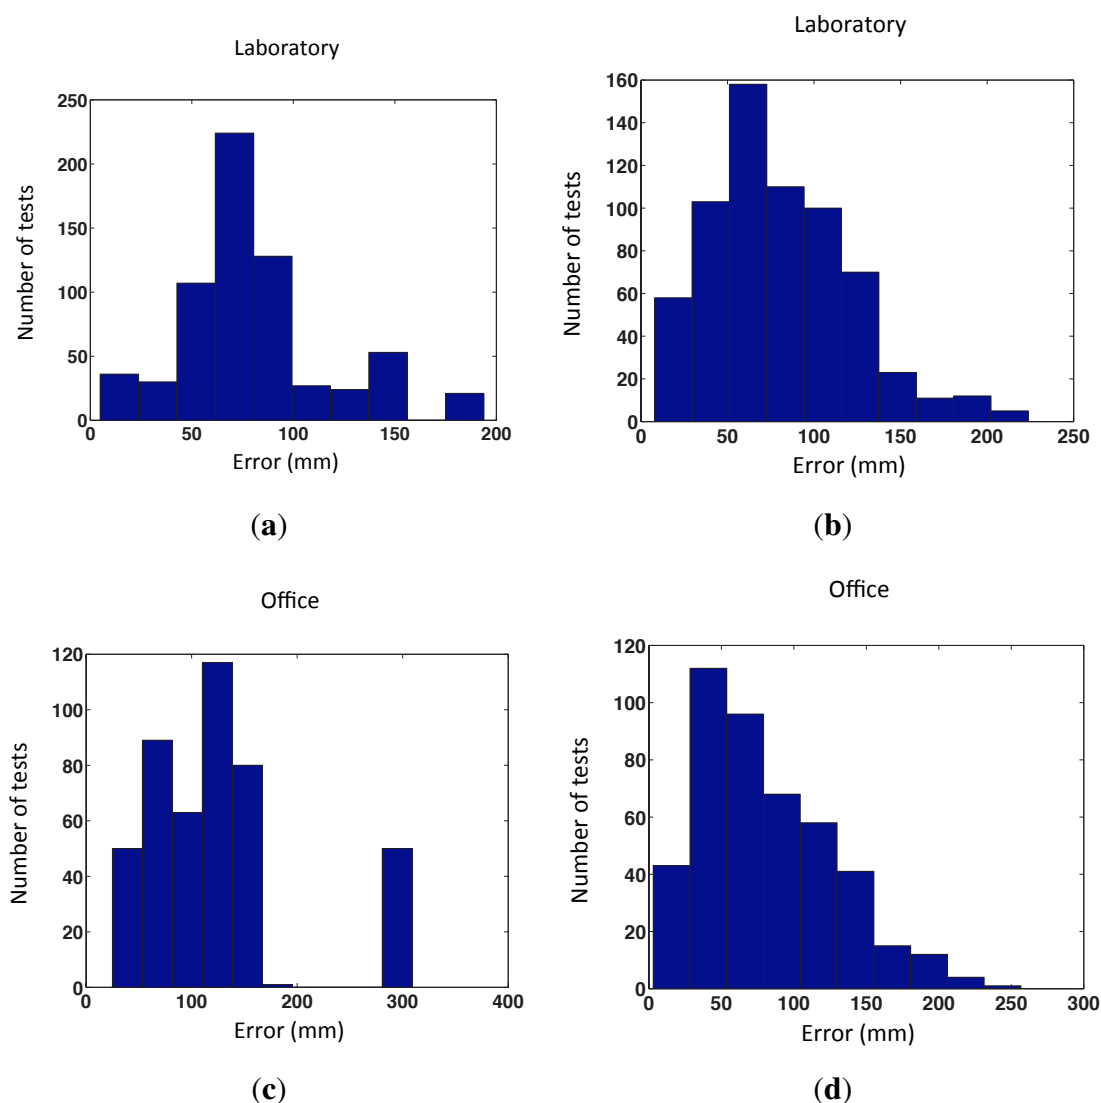 Laboratory
250
200
150
100
50
0
0 50 100 150 200
Number of tests
Error (mm)
(a)
Laboratory
160
140
120
100
80
60
40
20
0
0 50 100 150 200 250
Number of tests
Error (mm)
(b)
Office
120
100
80
60
40
20
0
0 100 200 300 400
Number of tests
Error (mm)
(c)
Office
120
100
80
60
40
20
0
0 50 100 150 200 250 300
Number of tests
Error (mm)
(d)